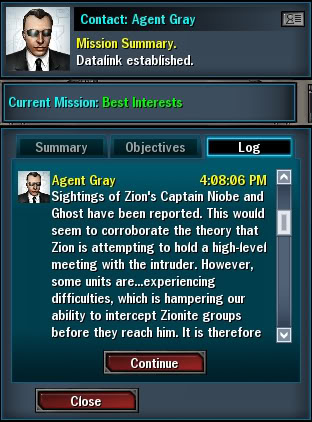 Contact: Agent Gray
Mission Summary.
Datalink established.
Current Mission: Best Interests
Summary Objectives Log
Agent Gray 4:08:06 PM
Sightings of Zion's Captain Niobe and
Ghost have been reported. This would
seem to corroborate the theory that
Zion is attempting to hold a high-level
meeting with the intruder. However,
some units are...experiencing
difficulties, which is hampering our
ability to intercept Zionite groups
before they reach him. It is therefore
Continue
Close